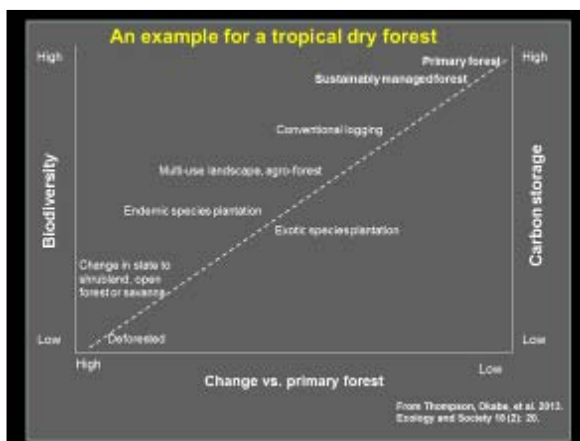 An example for a tropical dry forest
High
Primary forest
High
Sustainably managed forest
Conventional logging
Biodiversity
Multi-use landscape, agro-forest
Carbon storage
Endemic species plantation
Exotic species plantation
Change in state to
shrubland, open
forest or savanna
Low
Deforested
Low
High
Low
Change vs. primary forest
From Thompson, Okabe, et al. 2013.
Ecology and Society 18 (2): 20.